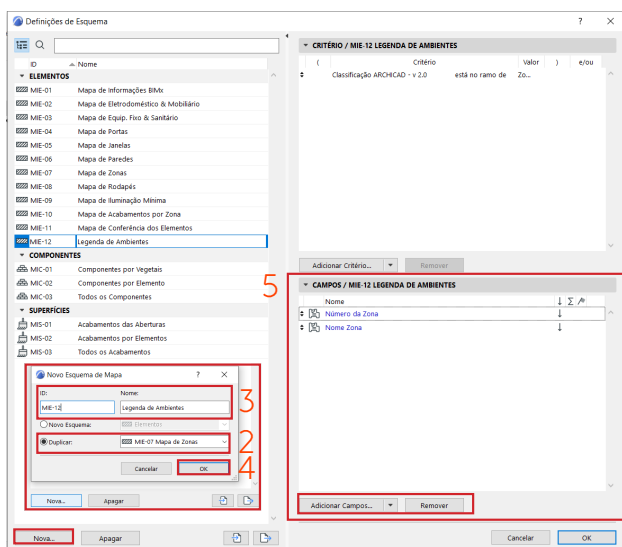 Definições de Esquema ? ×
ID Nome
ELEMENTOS
MIE-01 Mapa de Informações BIMx
MIE-02 Mapa de Eletrodoméstico & Mobiliário
MIE-03 Mapa de Equip. Fixo & Sanitário
MIE-04 Mapa de Portas
MIE-05 Mapa de Janelas
MIE-06 Mapa de Paredes
MIE-07 Mapa de Zonas
MIE-08 Mapa de Rodapés
MIE-09 Mapa de Iluminação Mínima
MIE-10 Mapa de Acabamentos por Zona
MIE-11 Mapa de Conferência dos Elementos
MIE-12 Legenda de Ambientes
COMPONENTES
MIC-01 Componentes por Vegetais
MIC-02 Componentes por Elemento
MIC-03 Todos os Componentes
SUPERFÍCIES
MIS-01 Acabamentos das Aberturas
MIS-02 Acabamentos por Elementos
MIS-03 Todos os Acabamentos
Novo Esquema de Mapa ? ×
ID: Nome:
MIE-12 Legenda de Ambientes
3
Novo Esquema: Elementos
Duplicar: MIE-07 Mapa de Zonas
2
Cancelar OK
4
Nova... Apagar
Nova... Apagar
CRITÉRIO / MIE-12 LEGENDA DE AMBIENTES
( Critério Valor ) e/ou
Classificação ARCHICAD - v 2.0 está no ramo de Zo...
Adicionar Critério... Remover
5
CAMPOS / MIE-12 LEGENDA DE AMBIENTES
Nome
Número da Zona
Nome Zona
Adicionar Campos... Remover
Cancelar OK